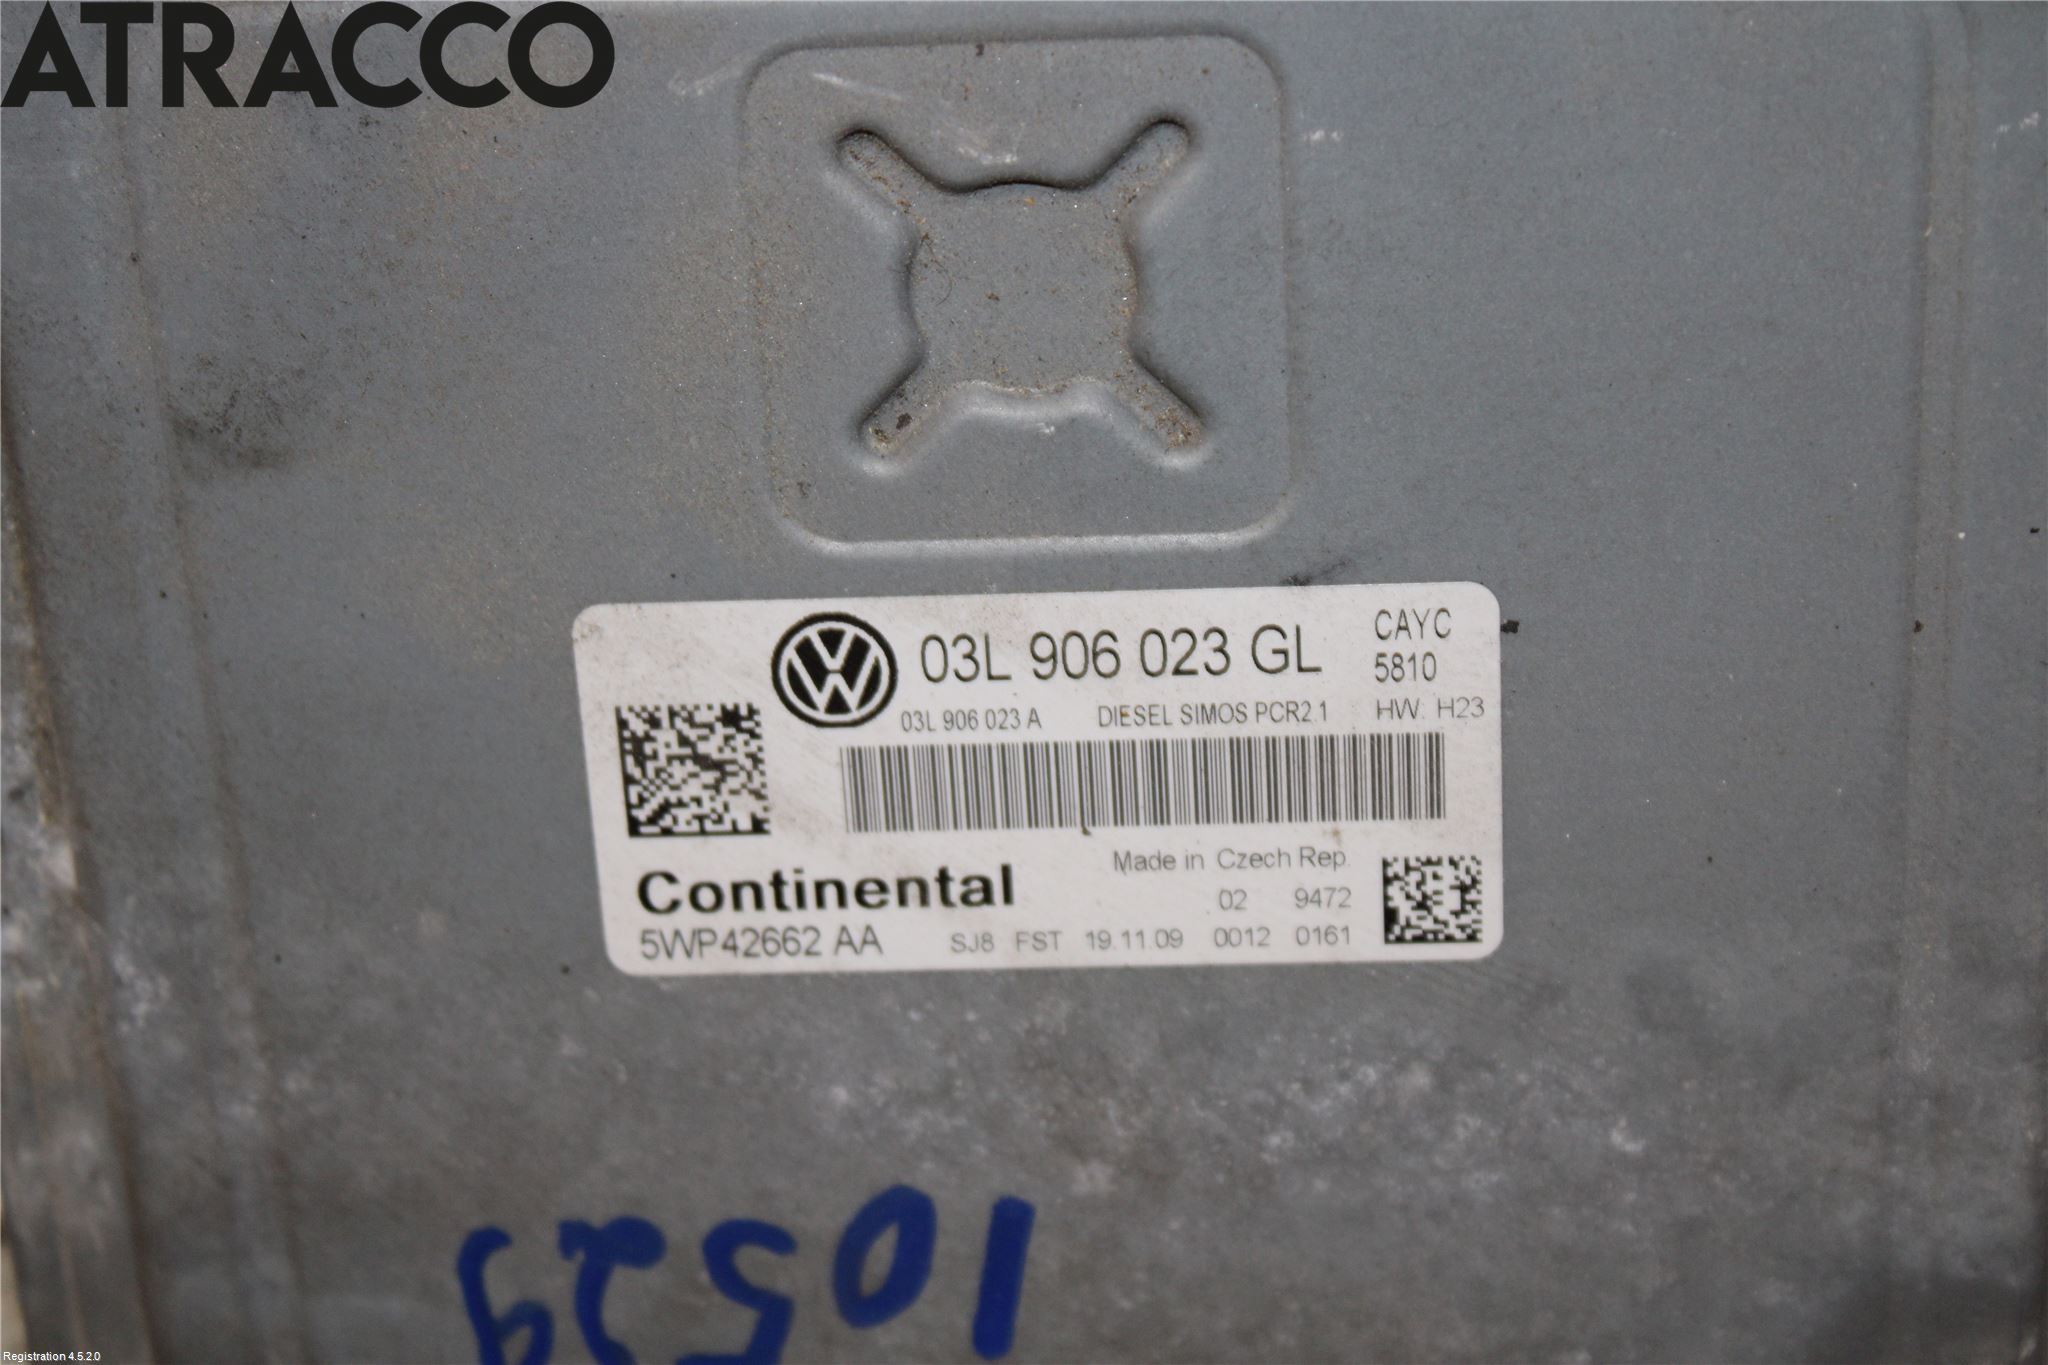 ATRACCO
03L 906 023 GL CAYC
5810
03L 906 023 A DIESEL SIMOS PCR2.1 HW: H23
Made in Czech Rep.
Continental 02 9472
5WP42662 AA SJ8 FST 19.11.09 0012 0161
Registration 4.5.2.0